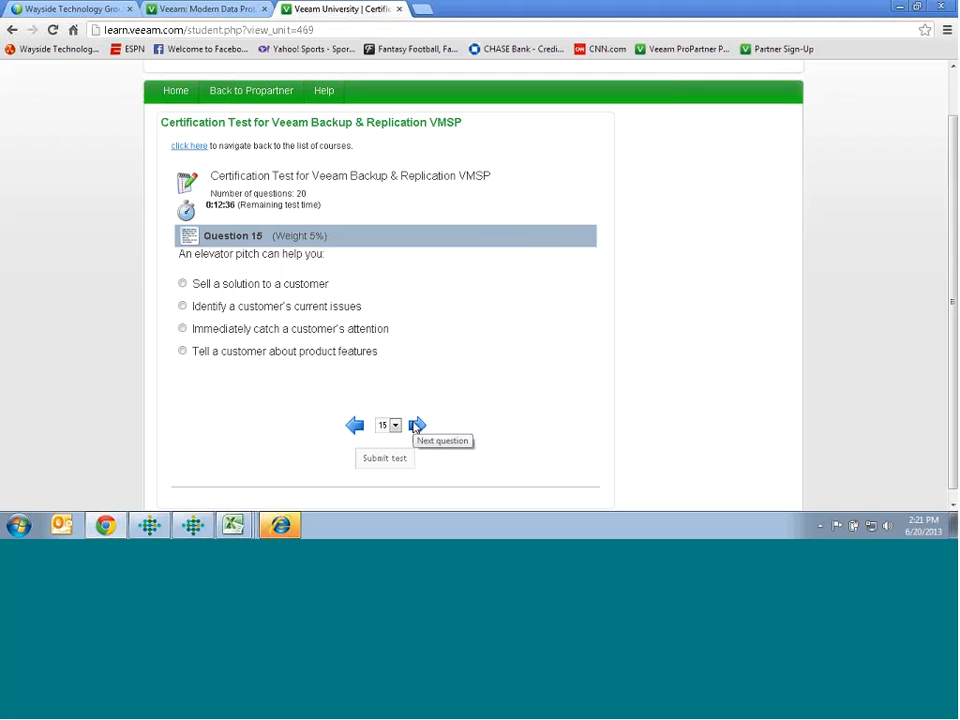 Wayside Technology Grou
Veeam: Modern Data Prot
Veeam University | Certific
learn.veeam.com/student.php?view_unit=469
Wayside Technolog...
ESPN
Welcome to Facebo...
Yahoo! Sports - Spor...
Fantasy Football, Fa...
CHASE Bank - Credi...
CNN.com
Veeam ProPartner P...
Partner Sign-Up
Home
Back to Propartner
Help
Certification Test for Veeam Backup & Replication VMSP
click here to navigate back to the list of courses.
Certification Test for Veeam Backup & Replication VMSP
Number of questions: 20
0:12:36 (Remaining test time)
Question 15 (Weight 5%)
An elevator pitch can help you:
Sell a solution to a customer
Identify a customer's current issues
Immediately catch a customer's attention
Tell a customer about product features
15
Next question
Submit test
2:21 PM
6/20/2013